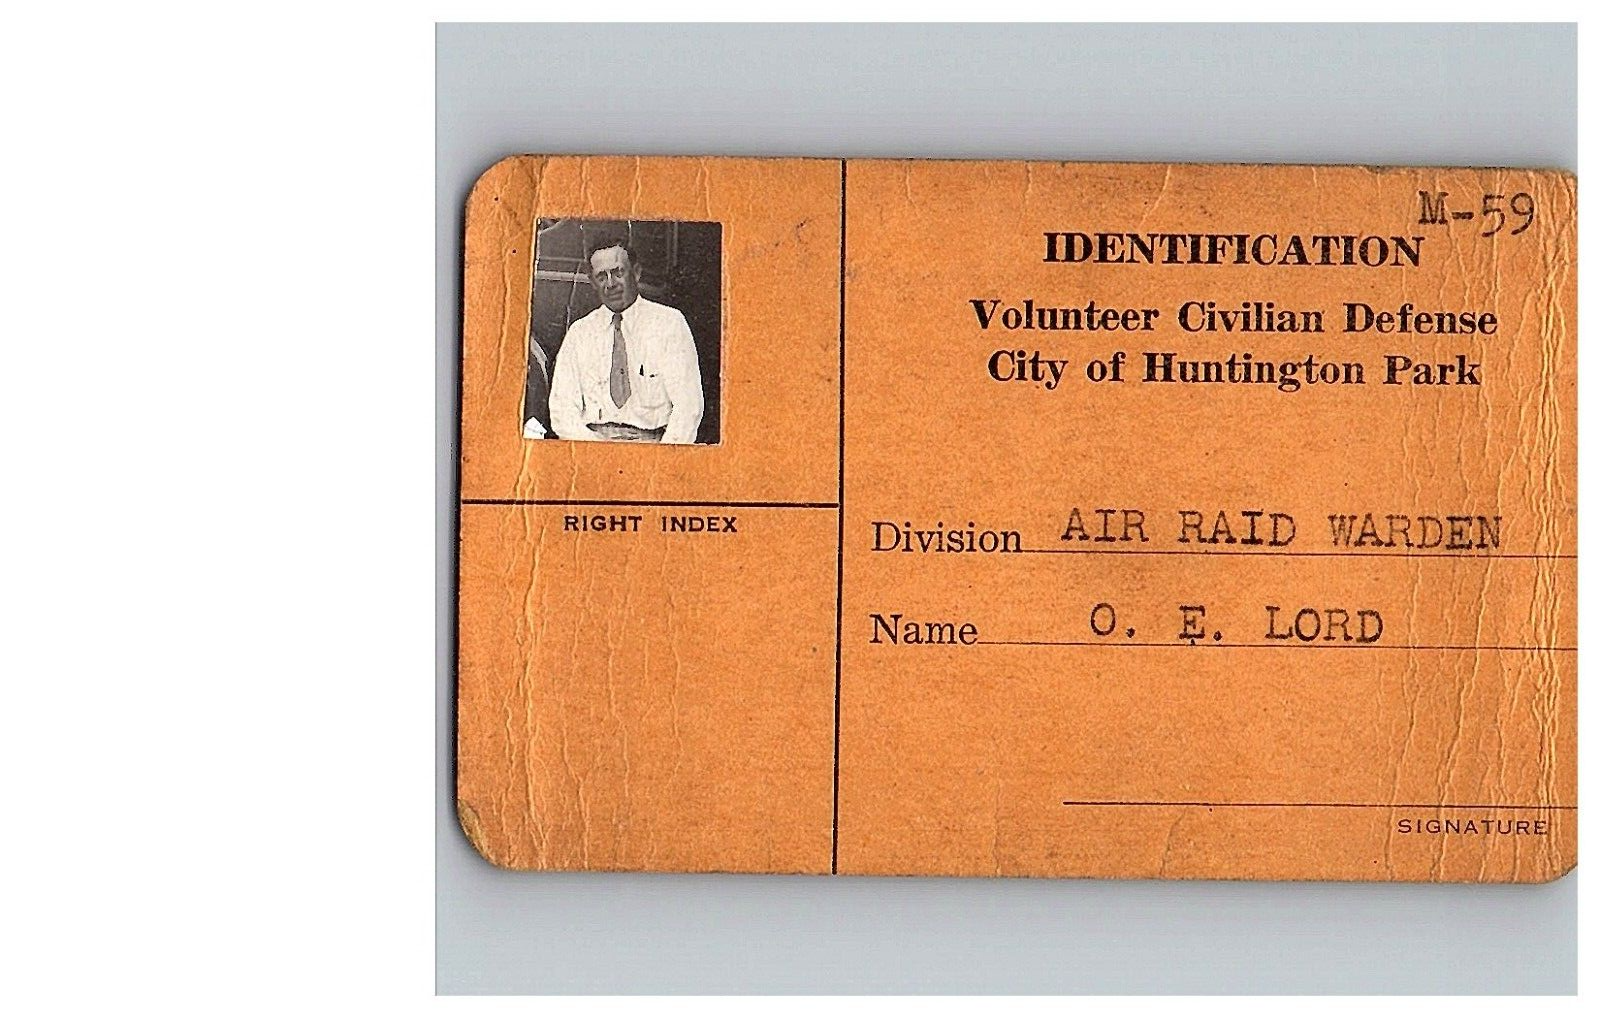 M-59
IDENTIFICATION
Volunteer Civilian Defense
City of Huntington Park
RIGHT INDEX
Division AIR RAID WARDEN
Name O. E. LORD
SIGNATURE